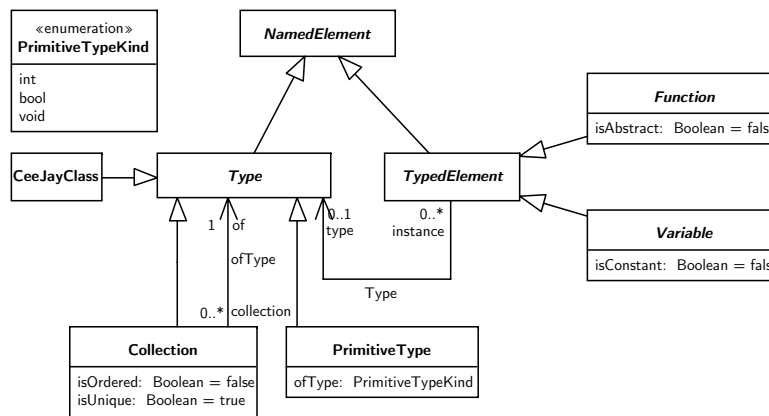 «enumeration»
PrimitiveTypeKind
int
bool
void
NamedElement
Function
isAbstract: Boolean = fals
CeeJayClass
Type
TypedElement
1 of
0..1
type
0..*
instance
ofType
Variable
isConstant: Boolean = fals
Type
0..* collection
Collection
isOrdered: Boolean = false
isUnique: Boolean = true
PrimitiveType
ofType: PrimitiveTypeKind